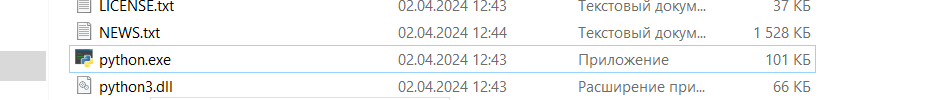 LICENSE.txt 02.04.2024 12:43 Текстовый докум... 37 КБ
NEWS.txt 02.04.2024 12:44 Текстовый докум... 1 528 КБ
python.exe 02.04.2024 12:43 Приложение 101 КБ
python3.dll 02.04.2024 12:43 Расширение при... 66 КБ